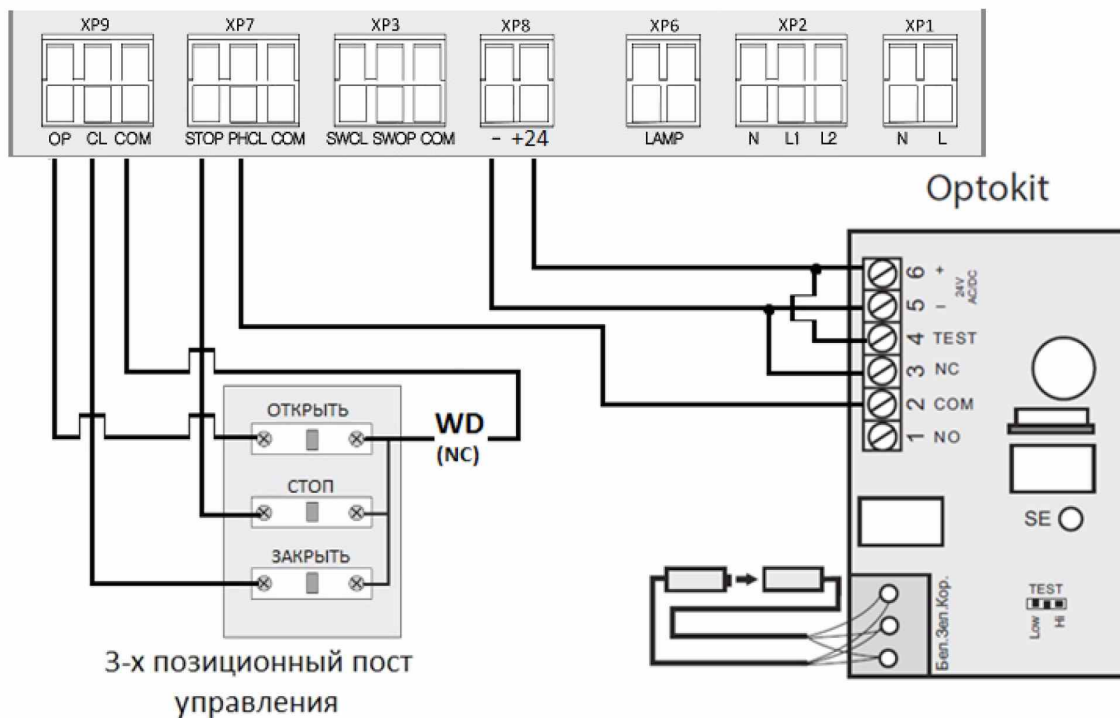 XP9 XP7 XP3 XP8 XP6 XP2 XP1
OP CL COM STOP PHCL COM SWCL SWOP COM - +24 LAMP N L1 L2 N L
Optokit
6 +
5 -
24V
AC/DC
4 TEST
3 NC
2 COM
1 NO
ОТКРЫТЬ
WD
(NC)
СТОП
ЗАКРЫТЬ
SE
TEST
Low Hi
Бел.Зел.Кор.
3-х позиционный пост
управления